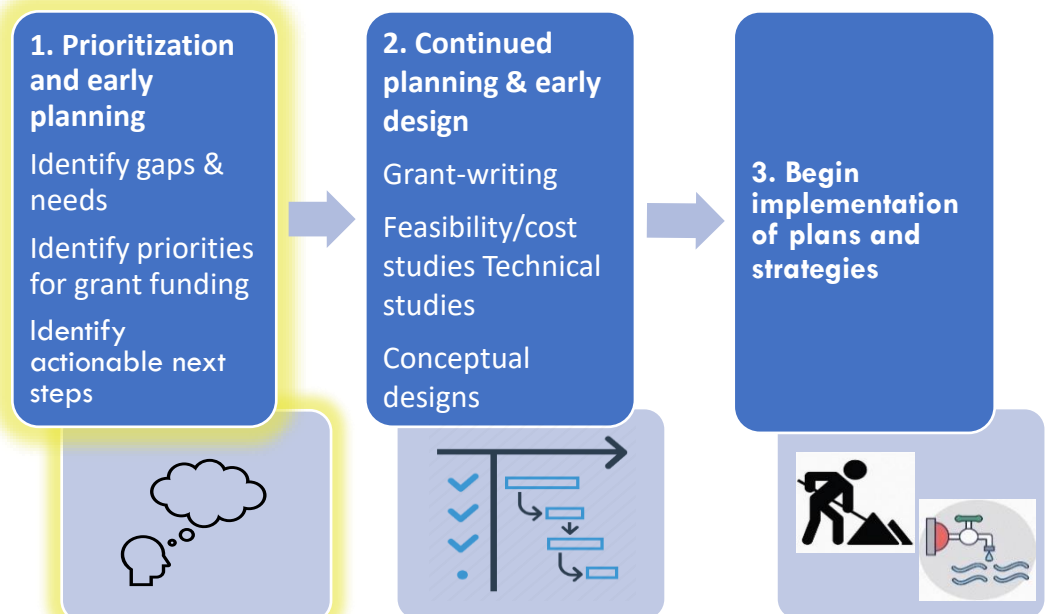 1. Prioritization
and early
planning
Identify gaps &
needs
Identify priorities
for grant funding
Identify
actionable next
steps
2. Continued
planning & early
design
Grant-writing
Feasibility/cost
studies Technical
studies
Conceptual
designs
3. Begin
implementation
of plans and
strategies